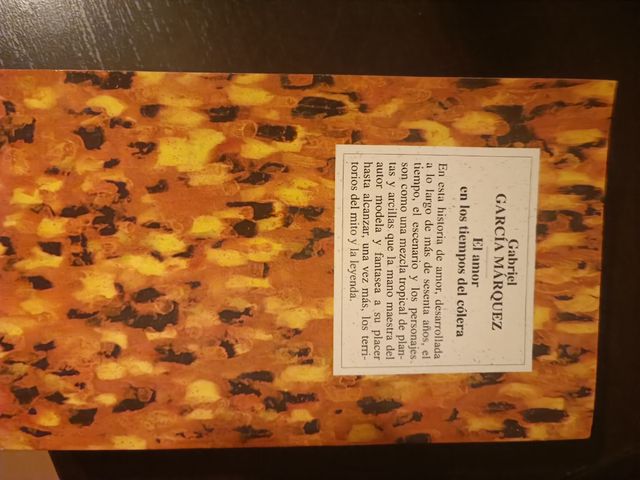 Gabriel
GARCÍA MÁRQUEZ
El amor
en los tiempos del cólera
En esta historia de amor, desarrollada
a lo largo de más de sesenta años, el
tiempo, el escenario y los personajes
son como una mezcla tropical de plan-
tas y arcillas que la mano maestra del
autor modela y fantasea a su placer
hasta alcanzar, una vez más, los terri-
torios del mito y la leyenda.